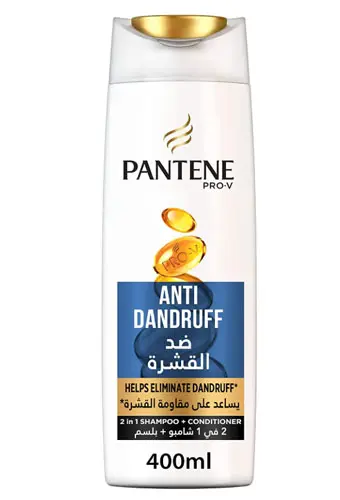 PANTENE
PRO-V
PRO-V
ANTI
DANDRUFF
ضد
القشرة
HELPS ELIMINATE DANDRUFF*
يساعد على مقاومة القشرة*
2 in 1 SHAMPOO + CONDITIONER
2 في 1 شامبو + بلسم
400ml